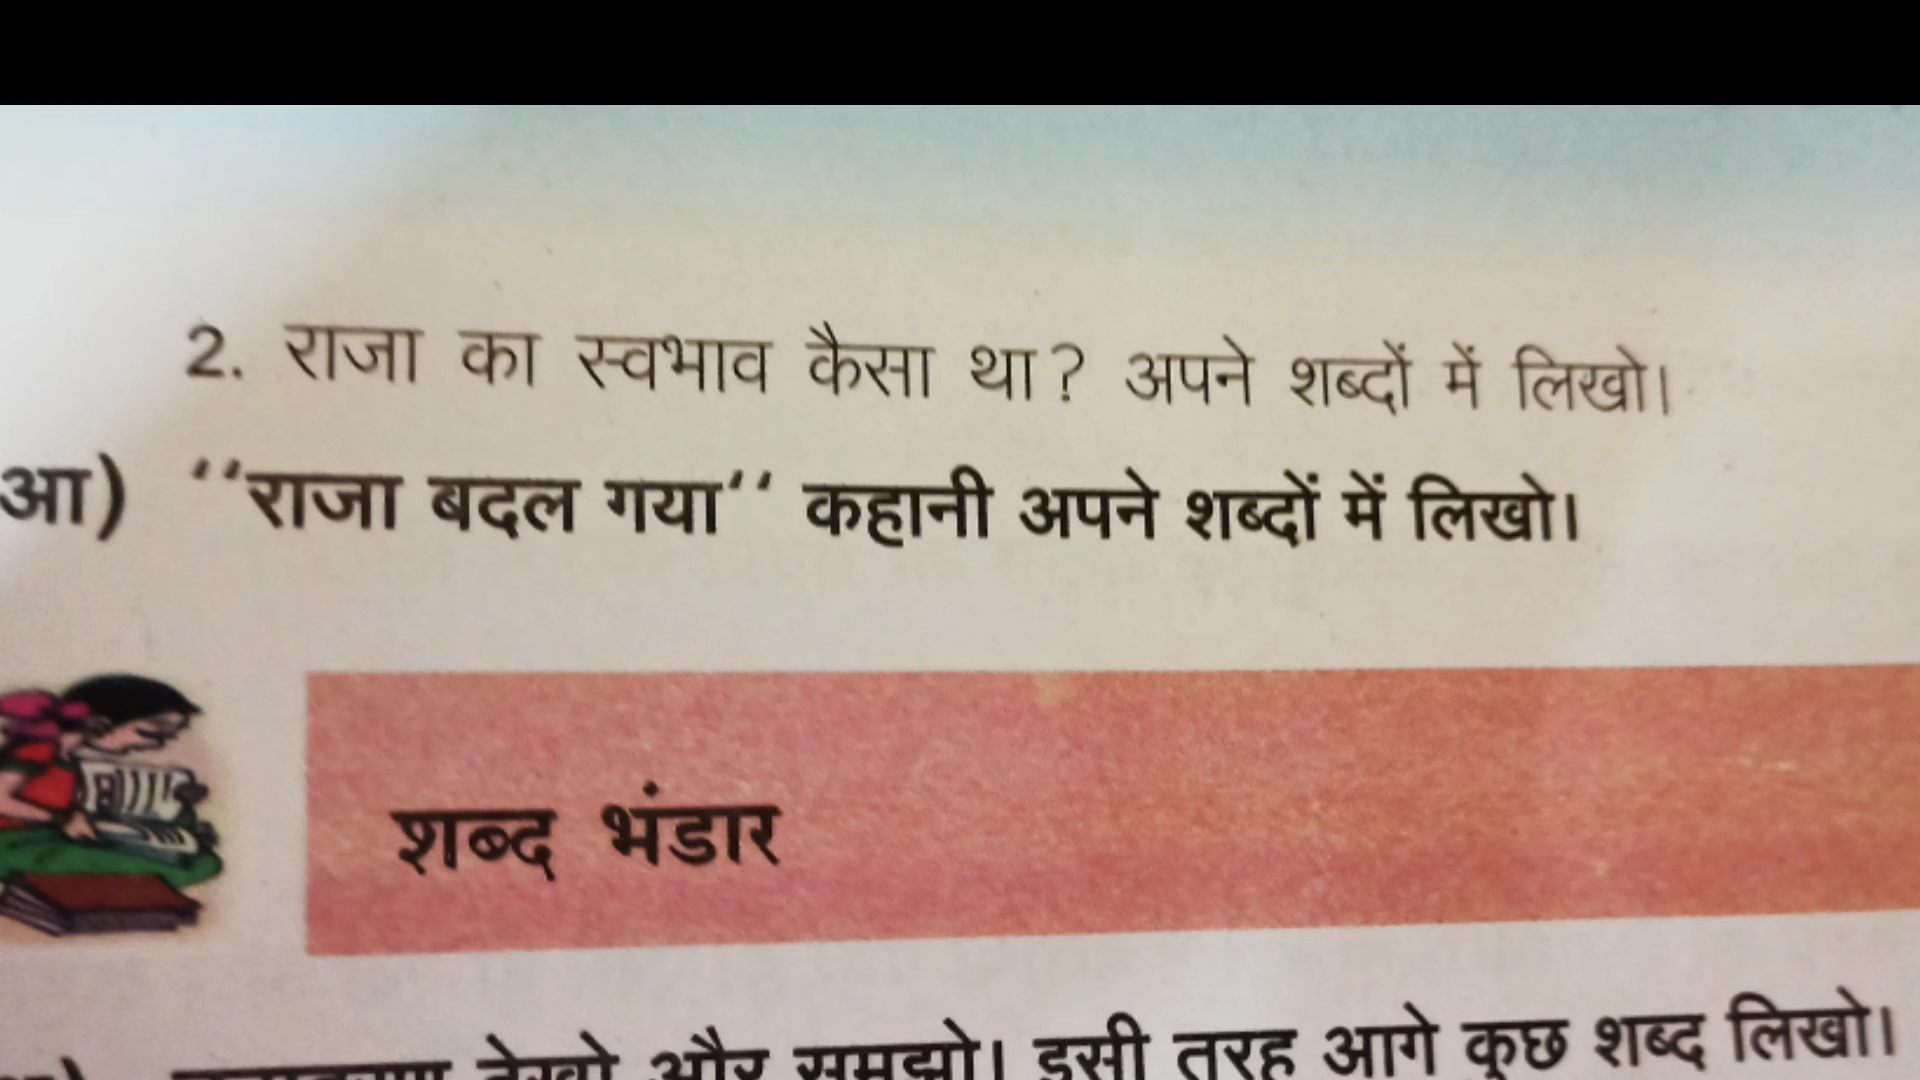 2. राजा का स्वभाव कैसा था? अपने शब्दों में लिखो।
आ) “राजा बदल गया“ कहानी अपने शब्दों में लिखो।
शब्द भंडार
देखो और समझो। इसी तरह आगे कुछ शब्द लिखो।